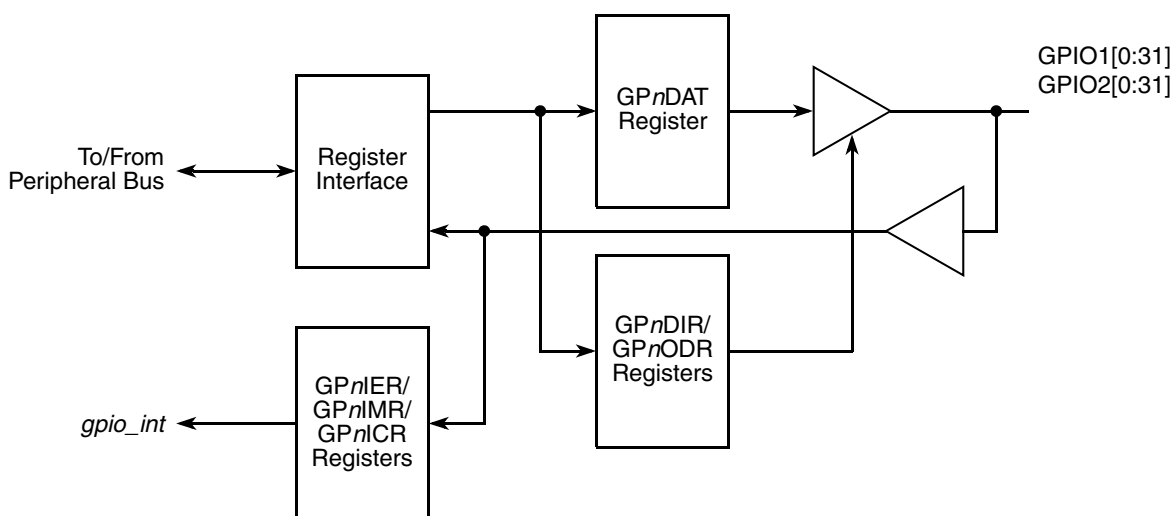 GPIO1[0:31]
GPIO2[0:31]
GPnDAT
Register
To/From
Peripheral Bus
Register
Interface
GPnDIR/
GPnODR
Registers
GPnIER/
GPnIMR/
GPnICR
Registers
gpio_int